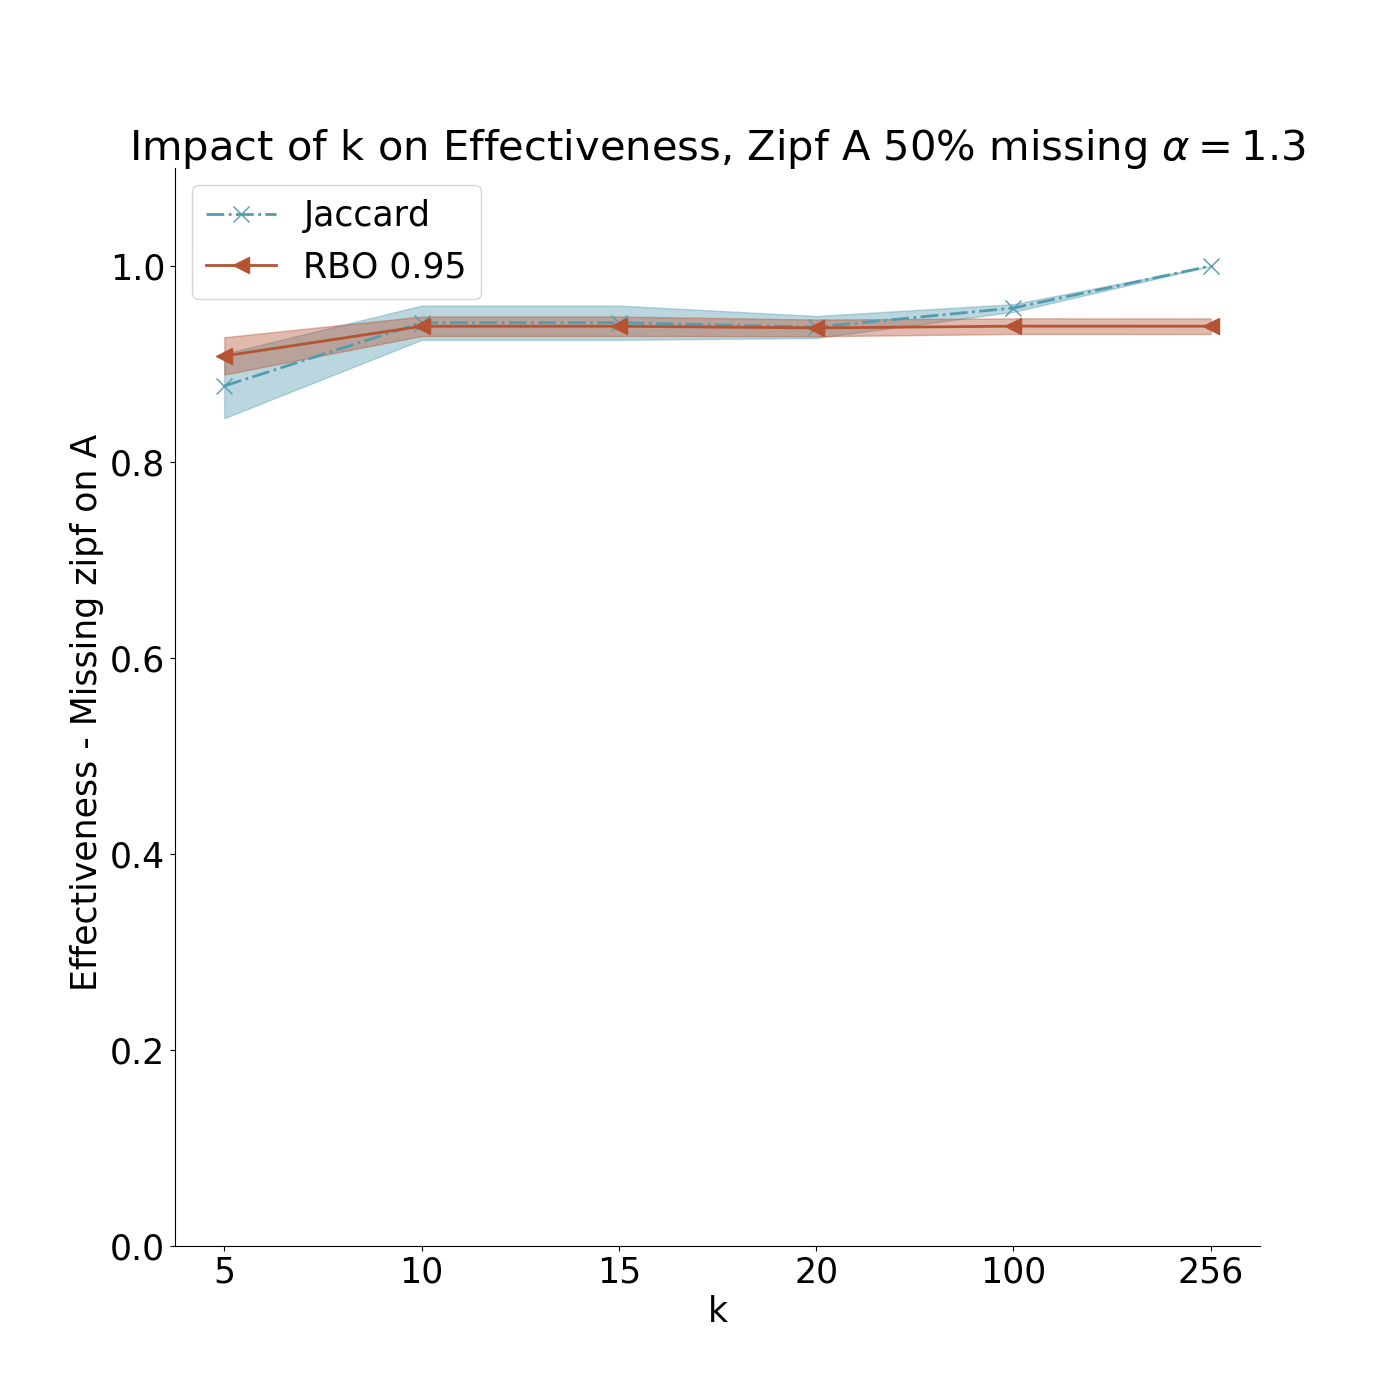 Impact of k on Effectiveness, Zipf A 50% missing α = 1.3
Jaccard
RBO 0.95
Effectiveness - Missing zipf on A
1.0
0.8
0.6
0.4
0.2
0.0
5 10 15 20 100 256
k